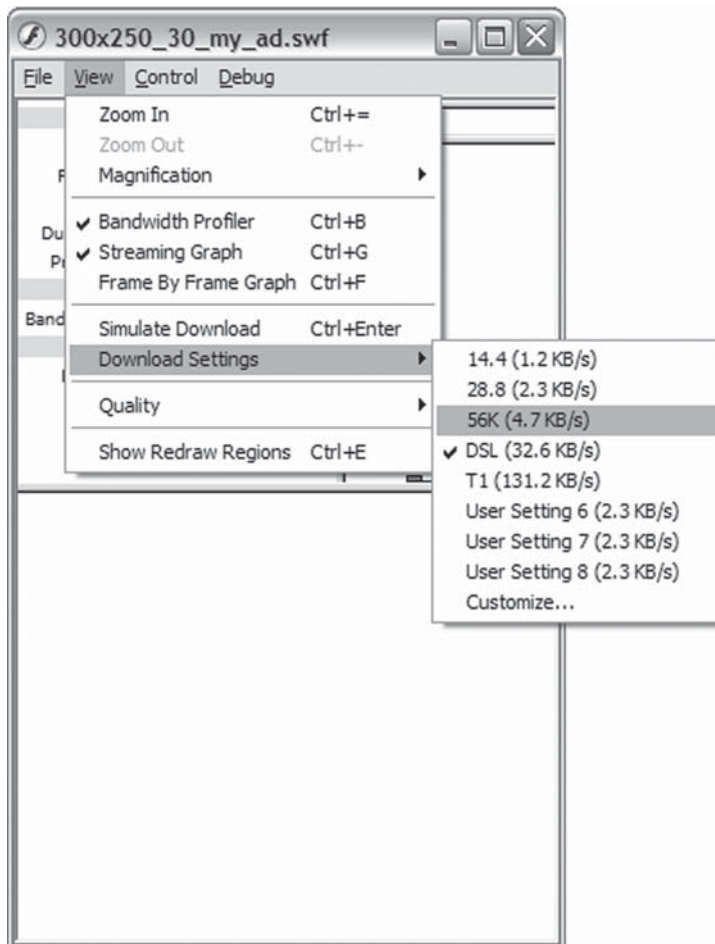 300x250_30_my_ad.swf
File View Control Debug
Zoom In Ctrl+=
Zoom Out Ctrl+-
Magnification
F
Du
Bandwidth Profiler Ctrl+B
Streaming Graph Ctrl+G
Frame By Frame Graph Ctrl+F
Band
Simulate Download Ctrl+Enter
Download Settings
Quality
Show Redraw Regions Ctrl+E
14.4 (1.2 KB/s)
28.8 (2.3 KB/s)
56K (4.7 KB/s)
DSL (32.6 KB/s)
T1 (131.2 KB/s)
User Setting 6 (2.3 KB/s)
User Setting 7 (2.3 KB/s)
User Setting 8 (2.3 KB/s)
Customize...